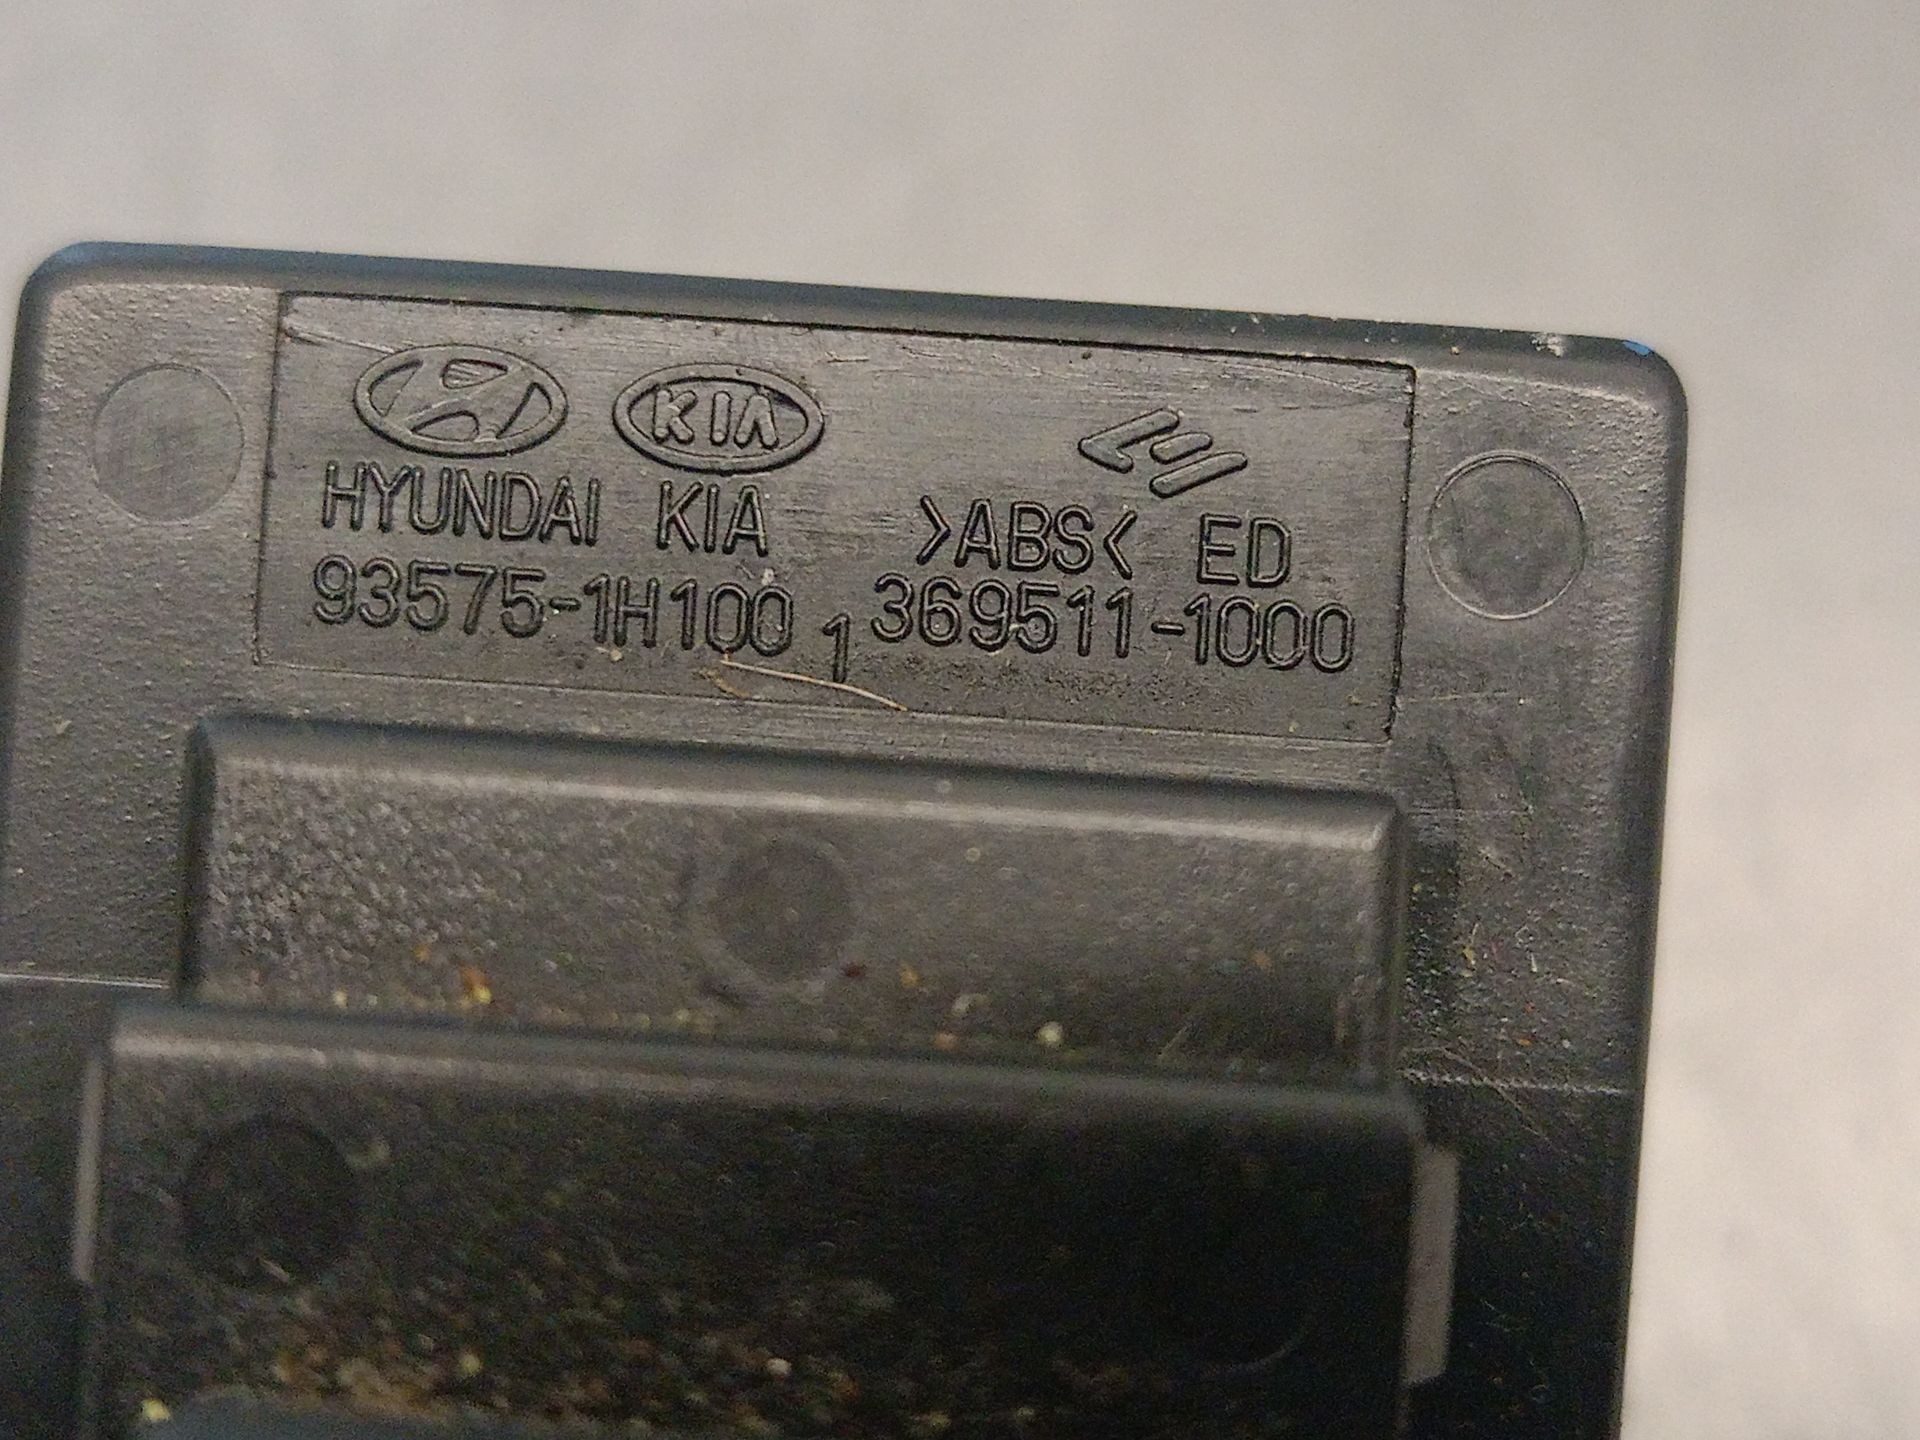 KIA
HYUNDAI KIA >ABS< ED
93575-1H100 1 369511-1000